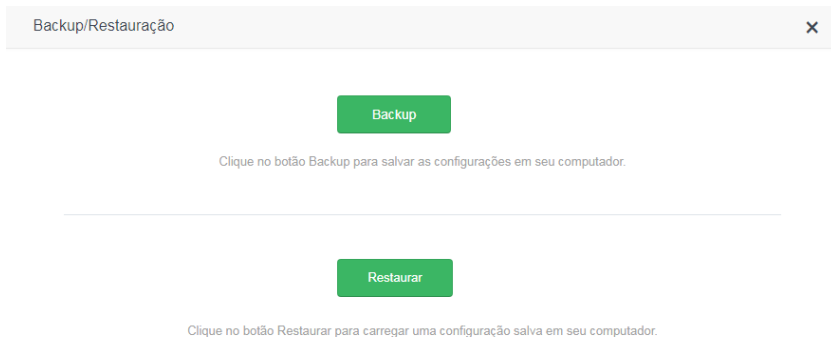 Backup/Restauração
Backup
Clique no botão Backup para salvar as configurações em seu computador.
Restaurar
Clique no botão Restaurar para carregar uma configuração salva em seu computador.